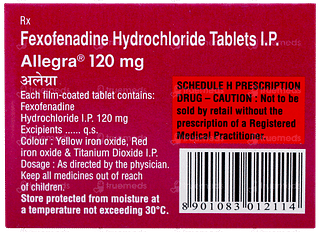 Rx
Fexofenadine Hydrochloride Tablets I.P.
Allegra® 120 mg
अलेग्रा
Each film-coated tablet contains:
Fexofenadine
Hydrochloride I.P. 120 mg
Excipients ...... q.s.
Colour : Yellow iron oxide, Red
iron oxide & Titanium Dioxide I.P.
Dosage : As directed by the physician.
Keep all medicines out of reach
of children.
Store protected from moisture at
a temperature not exceeding 30°C.
SCHEDULE H PRESCRIPTION
DRUG – CAUTION : Not to be
sold by retail without the
prescription of a Registered
Medical Practitioner.
8 901083 012114
truemeds